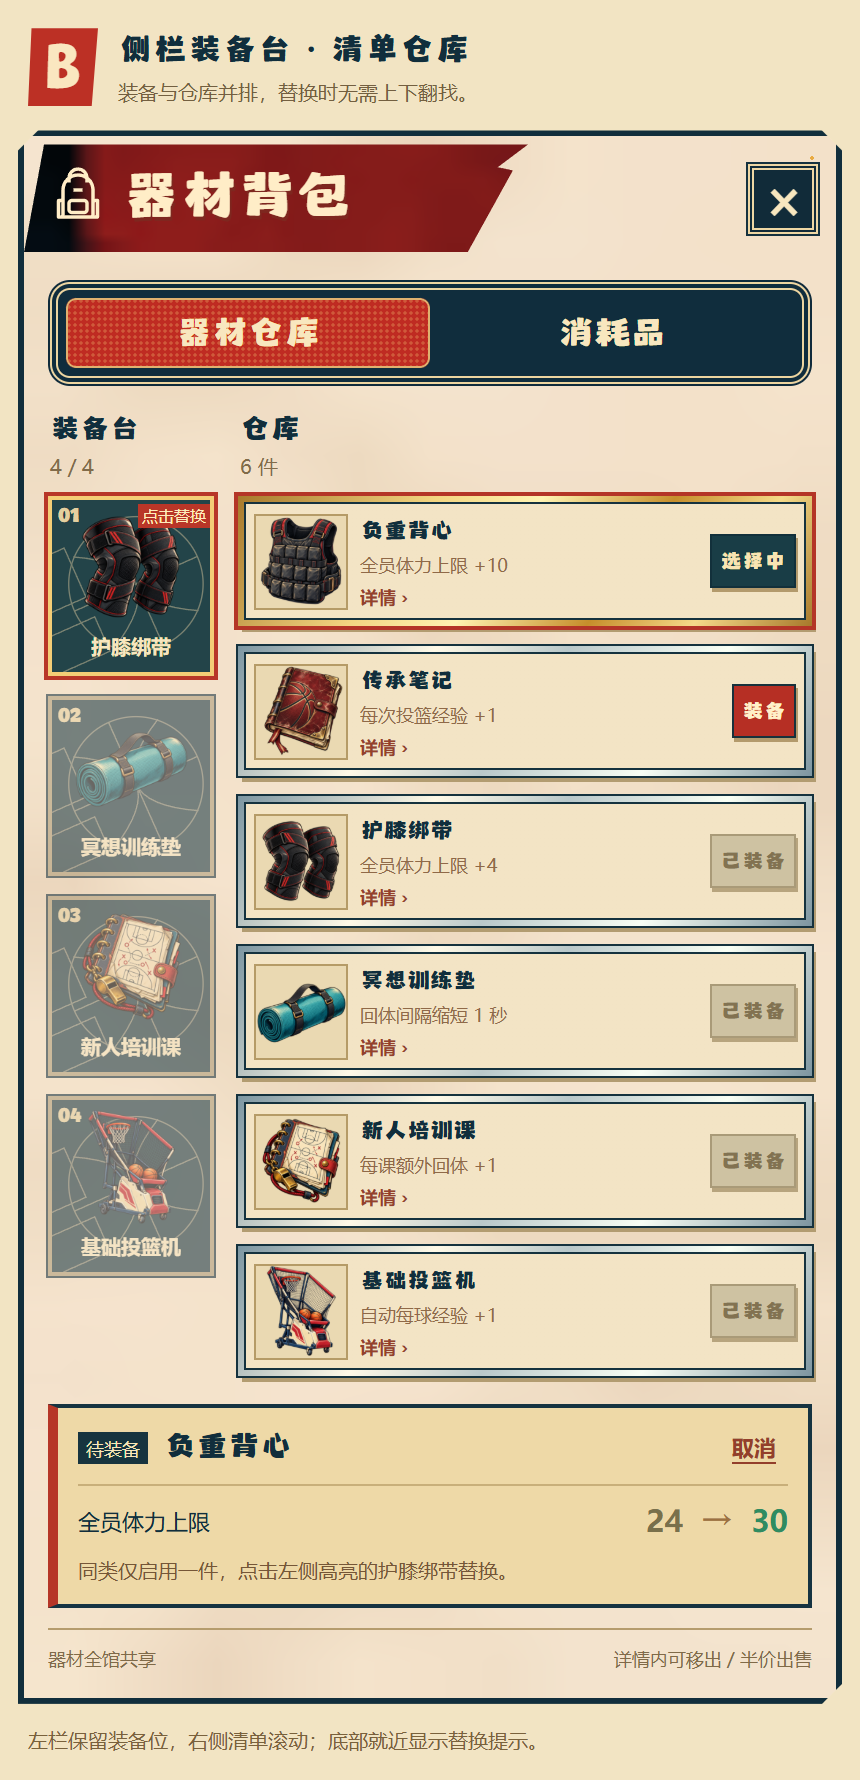 B
侧栏装备台 · 清单仓库
装备与仓库并排，替换时无需上下翻找。
器材背包
×
器材仓库
消耗品
装备台
4 / 4
仓库
6 件
01
点击替换
护膝绑带
02
冥想训练垫
03
新人培训课
04
基础投篮机
负重背心
全员体力上限 +10
详情 ›
选择中
传承笔记
每次投篮经验 +1
详情 ›
装备
护膝绑带
全员体力上限 +4
详情 ›
已装备
冥想训练垫
回体间隔缩短 1 秒
详情 ›
已装备
新人培训课
每课额外回体 +1
详情 ›
已装备
基础投篮机
自动每球经验 +1
详情 ›
已装备
待装备
负重背心
取消
全员体力上限
24 → 30
同类仅启用一件，点击左侧高亮的护膝绑带替换。
器材全馆共享
详情内可移出 / 半价出售
左栏保留装备位，右侧清单滚动；底部就近显示替换提示。